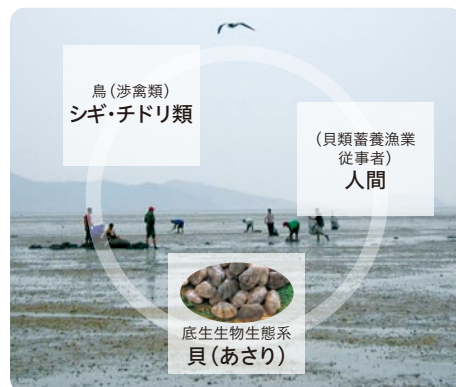 鳥(渉禽類)
シギ・チドリ類
(貝類蓄養漁業
従事者)
人間
底生生物生態系
貝(あさり)